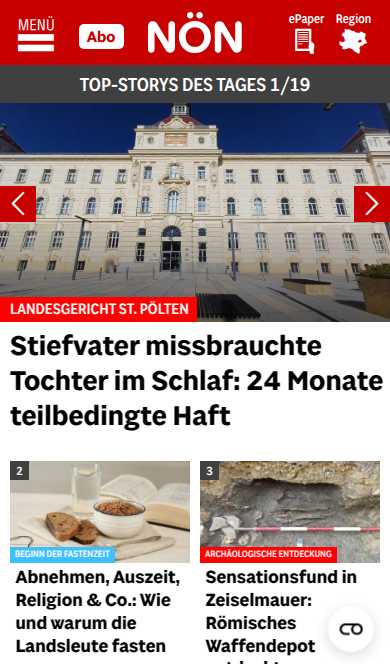 MENÜ
Abo
NÖN
ePaper
Region
TOP-STORYS DES TAGES 1/19
LANDESGERICHT ST. PÖLTEN
Stiefvater missbrauchte
Tochter im Schlaf: 24 Monate
teilbedingte Haft
2
BEGINN DER FASTENZEIT
Abnehmen, Auszeit,
Religion & Co.: Wie
und warum die
Landsleute fasten
3
ARCHÄOLOGISCHE ENTDECKUNG
Sensationsfund in
Zeiselmauer:
Römisches
Waffendepot